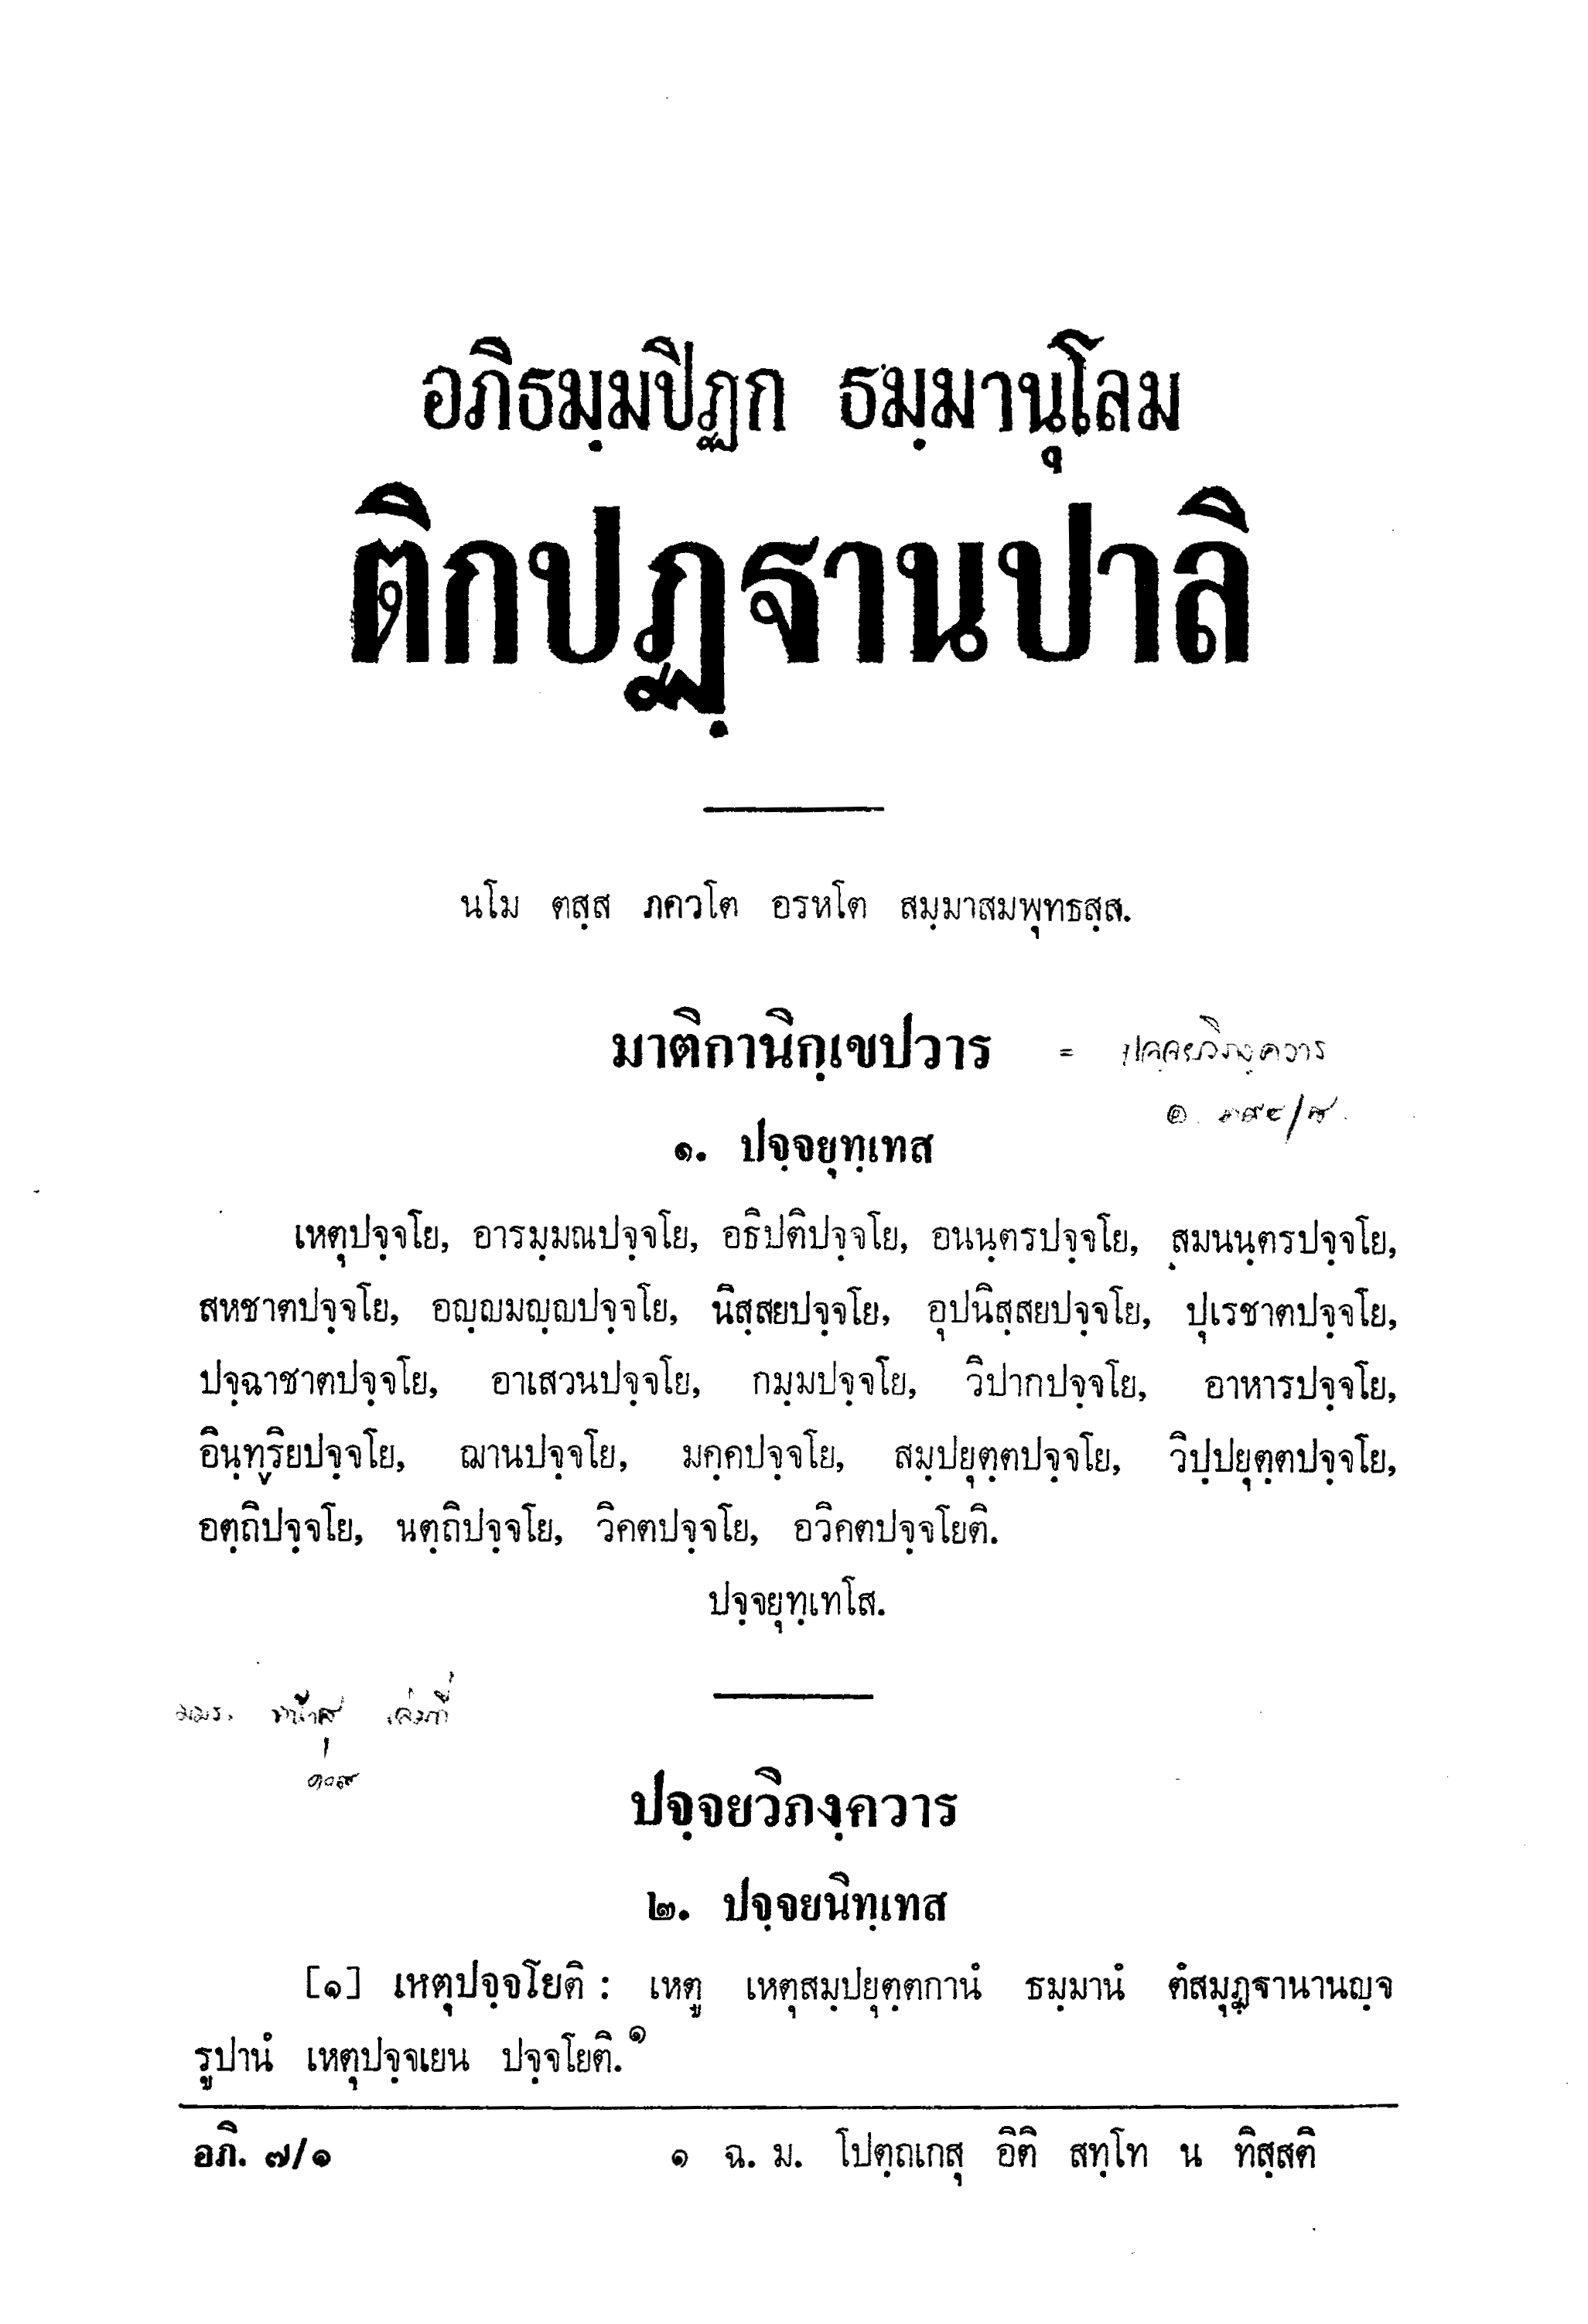 อภิธมฺมปิฏก ธมฺมานุโลม
ติกปฏฺฐานปาลิ
นโม ตสฺส ภควโต อรหโต สมฺมาสมพุทธสฺส.
มาติกานิกฺเขปวาร = ปจฺจยวิภงฺควาร
๑. ปจฺจยุทฺเทส
เหตุปจฺจโย, อารมฺมณปจฺจโย, อธิปติปจฺจโย, อนนฺตรปจฺจโย, สมนนฺตรปจฺจโย,
สหชาตปจฺจโย, อญฺญมญฺญปจฺจโย, นิสฺสยปจฺจโย, อุปนิสฺสยปจฺจโย, ปุเรชาตปจฺจโย,
ปจฺฉาชาตปจฺจโย, อาเสวนปจฺจโย, กมฺมปจฺจโย, วิปากปจฺจโย, อาหารปจฺจโย,
อินฺทฺริยปจฺจโย, ฌานปจฺจโย, มคฺคปจฺจโย, สมฺปยุตฺตปจฺจโย, วิปฺปยุตฺตปจฺจโย,
อตฺถิปจฺจโย, นตฺถิปจฺจโย, วิคตปจฺจโย, อวิคตปจฺจโยติ.
ปจฺจยุทฺเทโส.
ปจฺจยวิภงฺควาร
๒. ปจฺจยนิทฺเทส
[๑] เหตุปจฺจโยติ : เหตู เหตุสมฺปยุตฺตกานํ ธมฺมานํ ตํสมุฏฺฐานานญฺจ
รูปานํ เหตุปจฺจเยน ปจฺจโยติ.๑
อภิ. ๗/๑ ๑ ฉ. ม. โปตฺถเกสุ อิติ สทฺโท น ทิสฺสติ